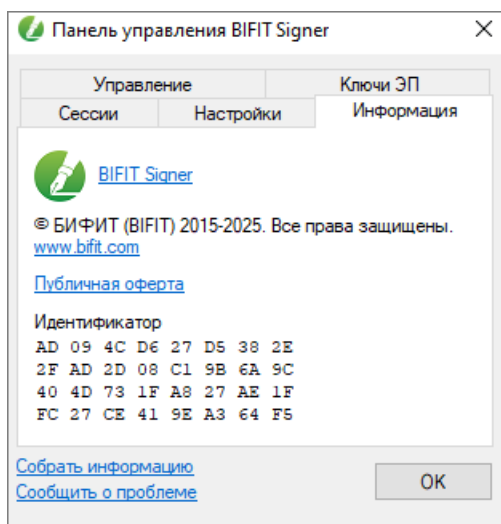 Панель управления BIFIT Signer
Управление Ключи ЭП
Сессии Настройки Информация
BIFIT Signer
© БИФИТ (BIFIT) 2015-2025. Все права защищены.
www.bifit.com
Публичная оферта
Идентификатор
AD 09 4C D6 27 D5 38 2E
2F AD 2D 08 C1 9B 6A 9C
40 4D 73 1F A8 27 AE 1F
FC 27 CE 41 9E A3 64 F5
Собрать информацию
Сообщить о проблеме
OK